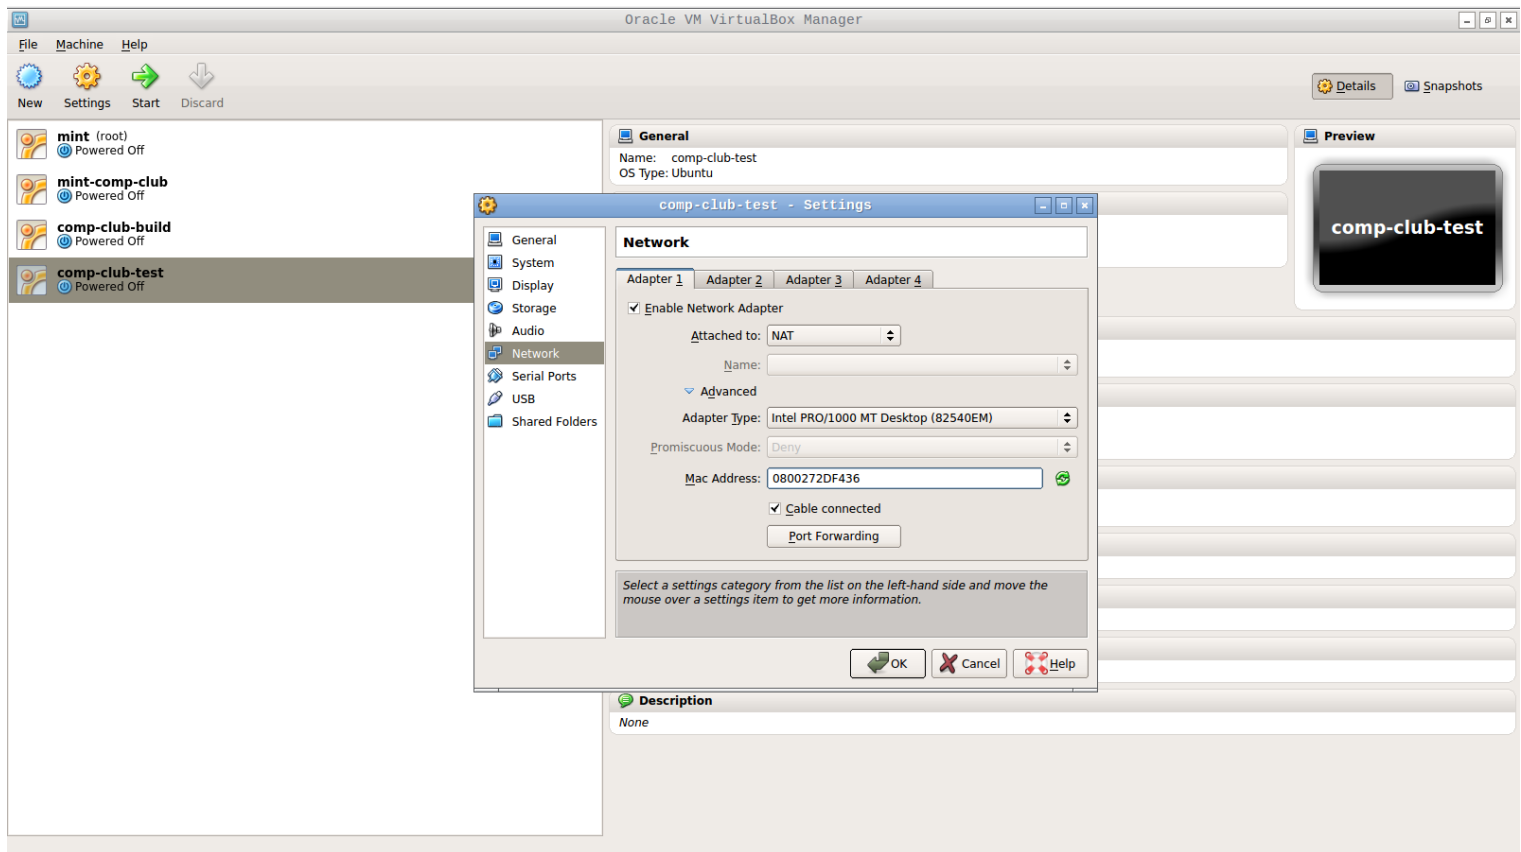 Oracle VM VirtualBox Manager
File Machine Help
New Settings Start Discard
Details Snapshots
mint (root)
Powered Off
mint-comp-club
Powered Off
comp-club-build
Powered Off
comp-club-test
Powered Off
General
Name: comp-club-test
OS Type: Ubuntu
Preview
comp-club-test
comp-club-test - Settings
General
System
Display
Storage
Audio
Network
Serial Ports
USB
Shared Folders
Network
Adapter 1 Adapter 2 Adapter 3 Adapter 4
Enable Network Adapter
Attached to: NAT
Name:
Advanced
Adapter Type: Intel PRO/1000 MT Desktop (82540EM)
Promiscuous Mode: Deny
Mac Address: 0800272DF436
Cable connected
Port Forwarding
Select a settings category from the list on the left-hand side and move the
mouse over a settings item to get more information.
OK Cancel Help
Description
None